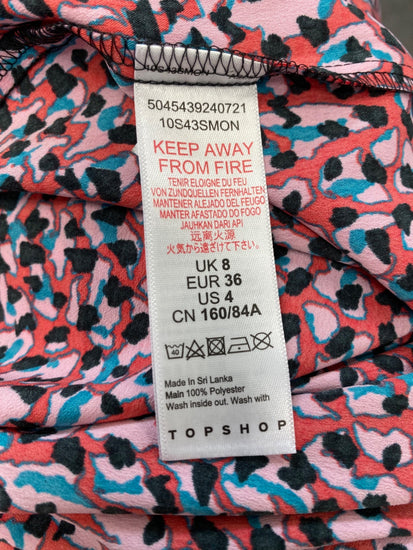 10S43SMON
5045439240721
10S43SMON
KEEP AWAY
FROM FIRE
TENIR ELOIGNE DU FEU
VON ZUNDQUELLEN FERNHALTEN
MANTENER ALEJADO DEL FEUGO
MANTER AFASTADO DO FOGO
JAUHKAN DARI API
远离火源
火気から遠ざけて下さい。
UK 8
EUR 36
US 4
CN 160/84A
40
Made In Sri Lanka
Main 100% Polyester
Wash inside out. Wash with
TOPSHOP